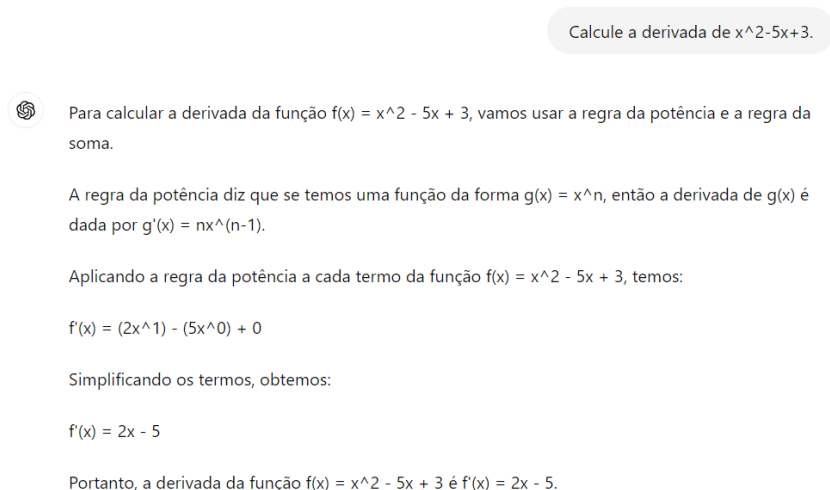 Calcule a derivada de x^2-5x+3.
Para calcular a derivada da função f(x) = x^2 - 5x + 3, vamos usar a regra da potência e a regra da
soma.
A regra da potência diz que se temos uma função da forma g(x) = x^n, então a derivada de g(x) é
dada por g'(x) = nx^(n-1).
Aplicando a regra da potência a cada termo da função f(x) = x^2 - 5x + 3, temos:
f'(x) = (2x^1) - (5x^0) + 0
Simplificando os termos, obtemos:
f'(x) = 2x - 5
Portanto, a derivada da função f(x) = x^2 - 5x + 3 é f'(x) = 2x - 5.